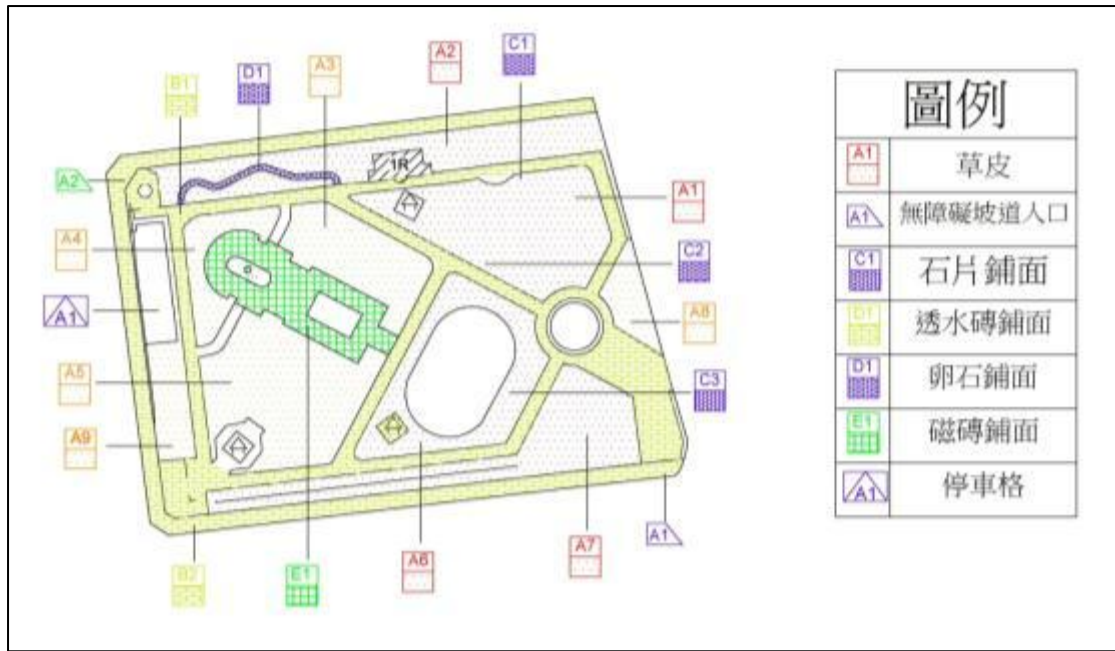 C1
A2
D1
A3
B1
圖例
A1 草皮
A2
1R
A1
A1 無障礙坡道入口
A4
C2
C1 石片鋪面
A1
A8
D1 透水磚鋪面
A5
C3
D1 卵石鋪面
A9
E1 磁磚鋪面
A1 停車格
A1
A7
A6
B2
E1